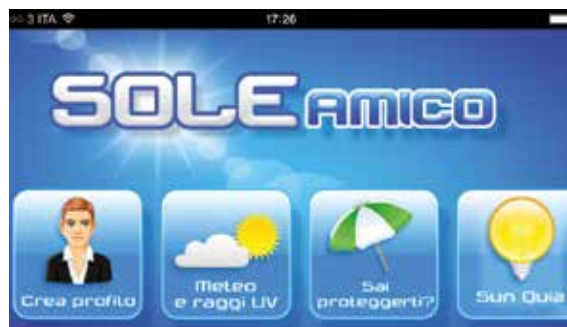 3 ITA 17:26
SOLE AMICO
Crea profilo
Meteo
e raggi UV
Sai
proteggerti?
Sun Quiz